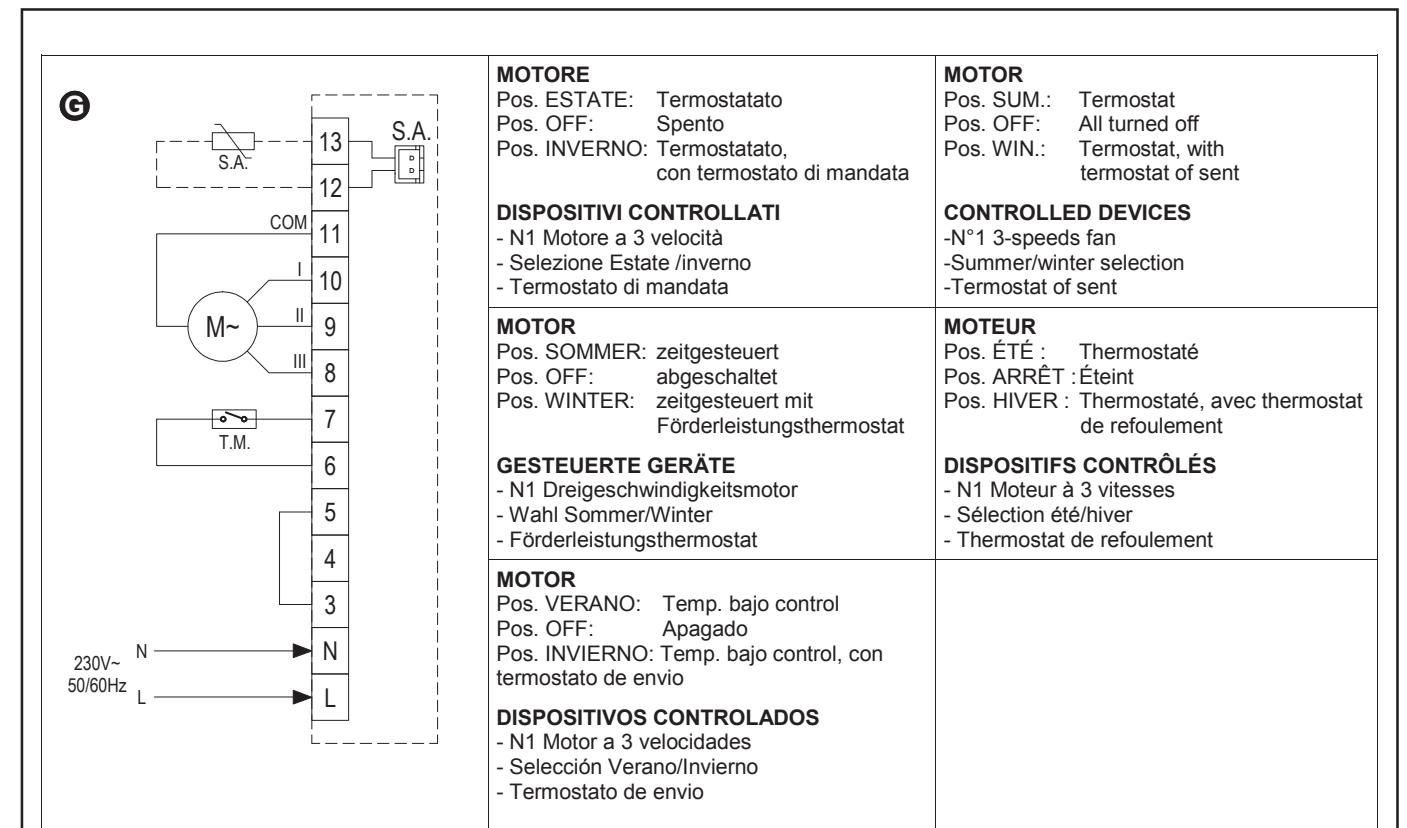 G
S.A.
S.A.
13
12
COM
11
I
10
M~
II
9
III
8
T.M.
7
6
5
4
3
230V~
50/60Hz
N
N
L
L
MOTORE
Pos. ESTATE: Termostatato
Pos. OFF: Spento
Pos. INVERNO: Termostatato,
con termostato di mandata
DISPOSITIVI CONTROLLATI
- N1 Motore a 3 velocità
- Selezione Estate /inverno
- Termostato di mandata
MOTOR
Pos. SUM.: Termostat
Pos. OFF: All turned off
Pos. WIN.: Termostat, with
termostat of sent
CONTROLLED DEVICES
-N°1 3-speeds fan
-Summer/winter selection
-Termostat of sent
MOTOR
Pos. SOMMER: zeitgesteuert
Pos. OFF: abgeschaltet
Pos. WINTER: zeitgesteuert mit
Förderleistungsthermostat
GESTEUERTE GERÄTE
- N1 Dreigeschwindigkeitsmotor
- Wahl Sommer/Winter
- Förderleistungsthermostat
MOTEUR
Pos. ÉTÉ : Thermostaté
Pos. ARRÊT : Éteint
Pos. HIVER : Thermostaté, avec thermostat
de refoulement
DISPOSITIFS CONTRÔLÉS
- N1 Moteur à 3 vitesses
- Sélection été/hiver
- Thermostat de refoulement
MOTOR
Pos. VERANO: Temp. bajo control
Pos. OFF: Apagado
Pos. INVIERNO: Temp. bajo control, con
termostato de envio
DISPOSITIVOS CONTROLADOS
- N1 Motor a 3 velocidades
- Selección Verano/Invierno
- Termostato de envio